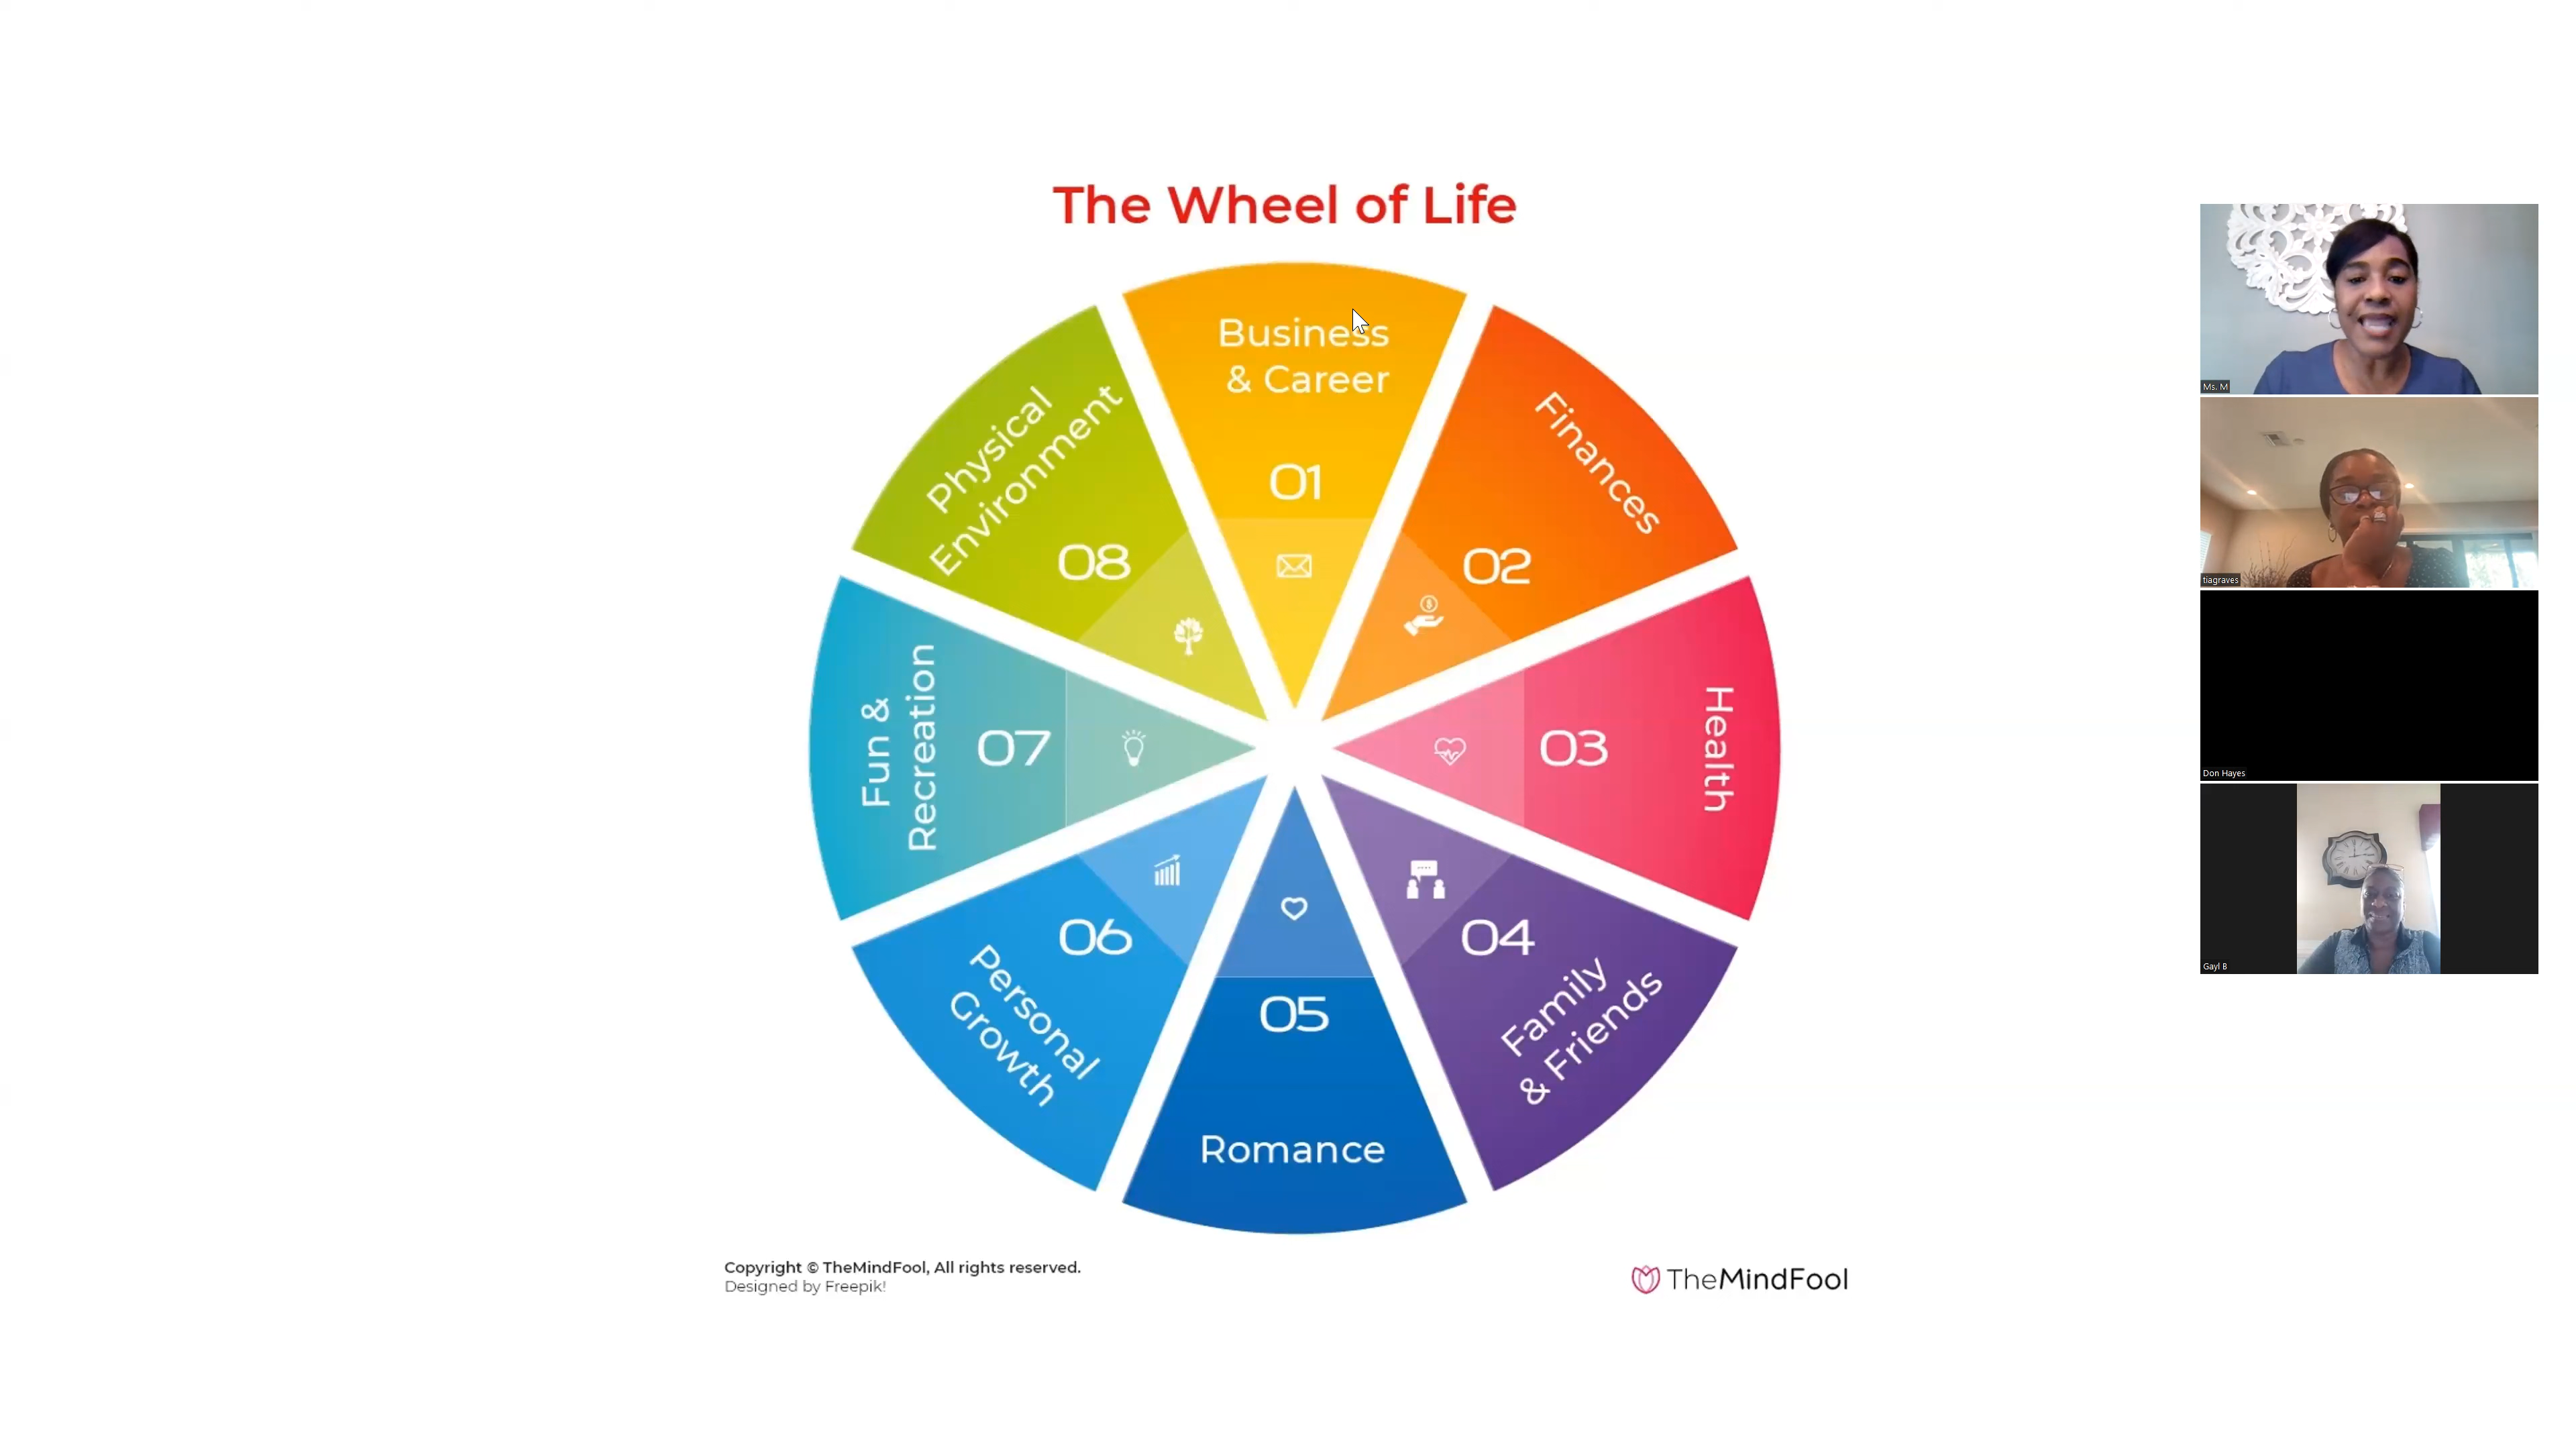 The Wheel of Life
Business
& Career
01
Finances
02
Health
03
Family
& Friends
04
Romance
05
Personal
Growth
06
Fun &
Recreation
07
Physical
Environment
08
Copyright © TheMindFool, All rights reserved.
Designed by Freepik!
TheMindFool
Ms. M
tiagraves
Don Hayes
Gayl B